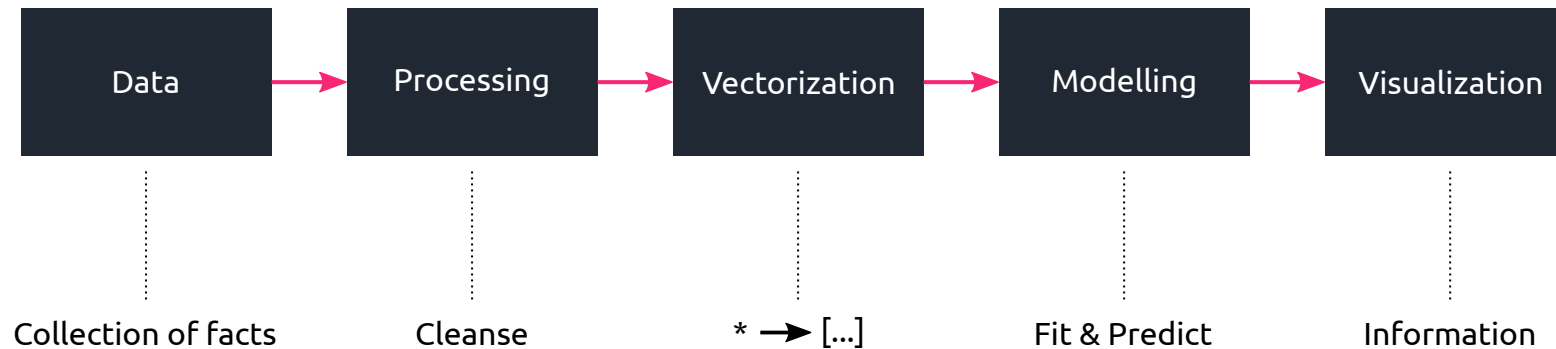 Data
Processing
Vectorization
Modelling
Visualization
Collection of facts
Cleanse
* → [...]
Fit & Predict
Information